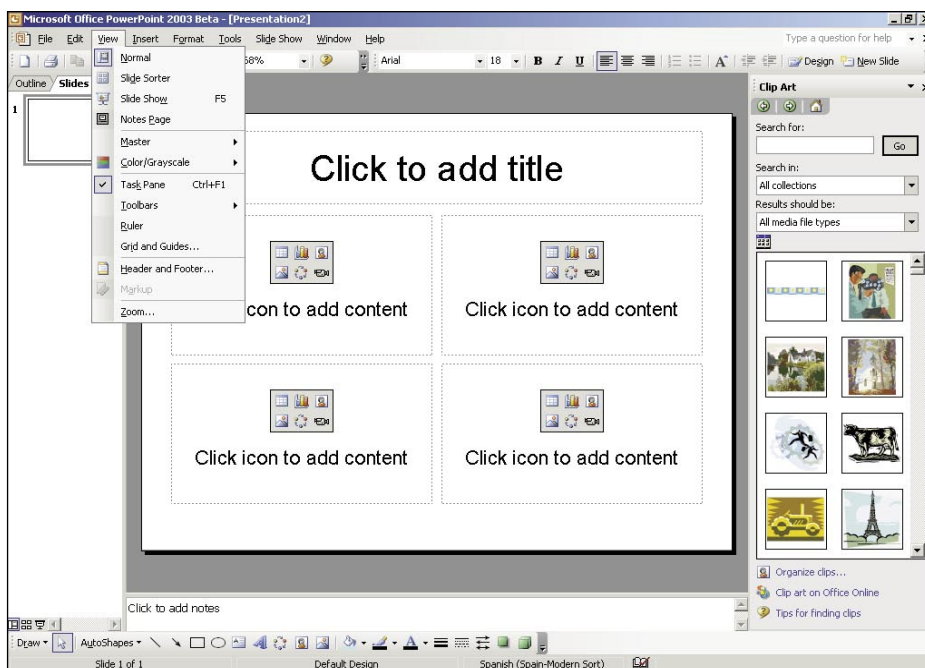 Microsoft Office PowerPoint 2003 Beta - [Presentation2]
File Edit View Insert Format Tools Slide Show Window Help Type a question for help
68% Arial 18 B I U A Design New Slide
Outline Slides
1
Normal
Slide Sorter
Slide Show F5
Notes Page
Master
Color/Grayscale
Task Pane Ctrl+F1
Toolbars
Ruler
Grid and Guides...
Header and Footer...
Markup
Zoom...
Click to add title
con to add content Click icon to add content
Click icon to add content Click icon to add content
Clip Art
Search for:
Go
Search in:
All collections
Results should be:
All media file types
Organize clips...
Clip art on Office Online
Tips for finding clips
Click to add notes
Draw AutoShapes A
Slide 1 of 1 Default Design Spanish (Spain-Modern Sort)